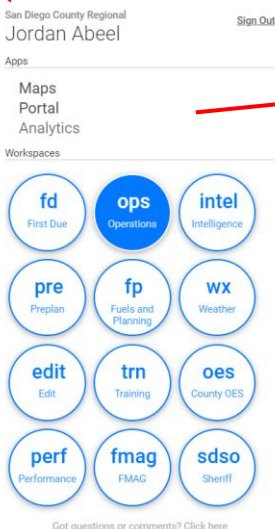 San Diego County Regional
Sign Out
Jordan Abeel
Apps
Maps
Portal
Analytics
Workspaces
fd
First Due
ops
Operations
intel
Intelligence
pre
Preplan
fp
Fuels and
Planning
wx
Weather
edit
Edit
trn
Training
oes
County OES
perf
Performance
fmag
FMAG
sdso
Sheriff
Got questions or comments? Click here